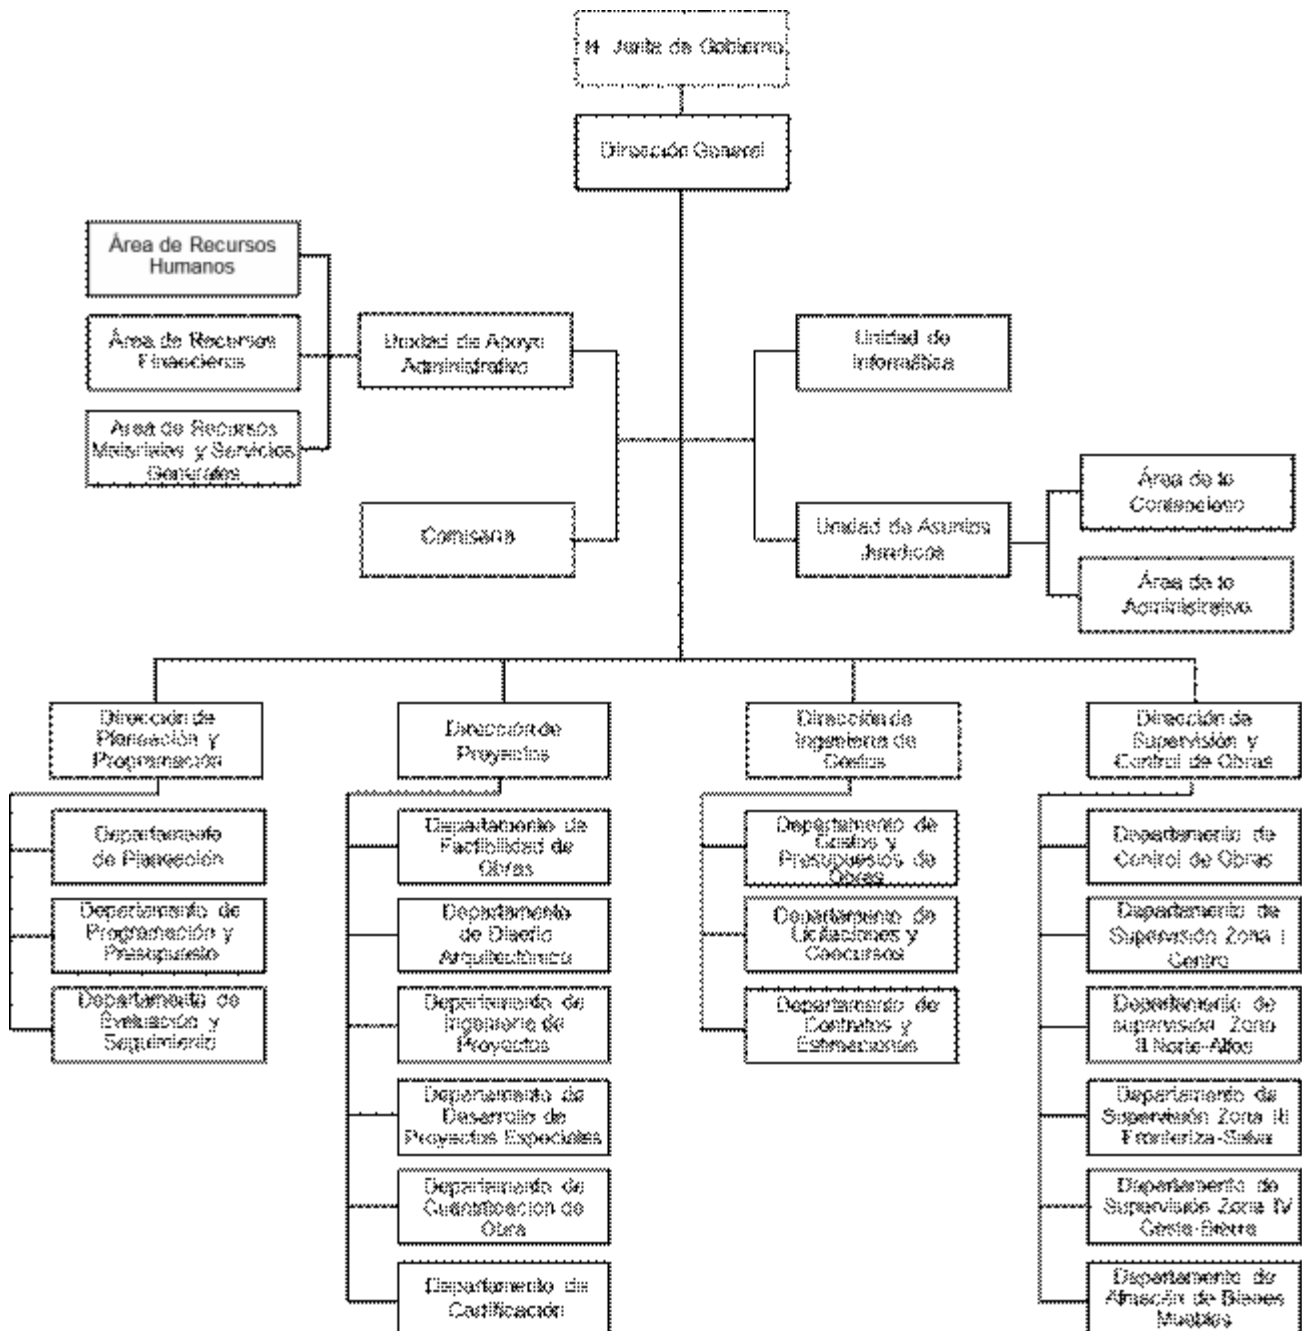 H. Junta de Gobierno
Dirección General
Área de Recursos
Humanos
Área de Recursos
Financieros
Área de Recursos
Materiales y Servicios
Generales
Unidad de Apoyo
Administrativo
Comisaría
Unidad de
Informática
Unidad de Asuntos
Jurídicos
Área de lo
Contencioso
Área de lo
Administrativo
Dirección de
Planeación y
Programación
Departamento
de Planeación
Departamento de
Programación y
Presupuesto
Departamento de
Evaluación y
Seguimiento
Dirección de
Proyectos
Departamento de
Factibilidad de
Obras
Departamento
de Diseño
Arquitectónico
Departamento de
Ingeniería de
Proyectos
Departamento de
Desarrollo de
Proyectos Especiales
Departamento de
Cuantificación de
Obra
Departamento de
Dirección de
Ingeniería de
Costos
Departamento de
Costos y
Presupuestos de
Obras
Departamento de
Licitaciones y
Concursos
Departamento de
Contratos y
Estimaciones
Dirección de
Supervisión y
Control de Obras
Departamento de
Control de Obras
Departamento de
Supervisión Zona I
Centro
Departamento de
supervisión Zona
II Norte-Altos
Departamento de
Supervisión Zona III
Fronteriza-Selva
Departamento de
Supervisión Zona IV
Costa-Sierra
Departamento de
Almacén de Bienes
Muebles